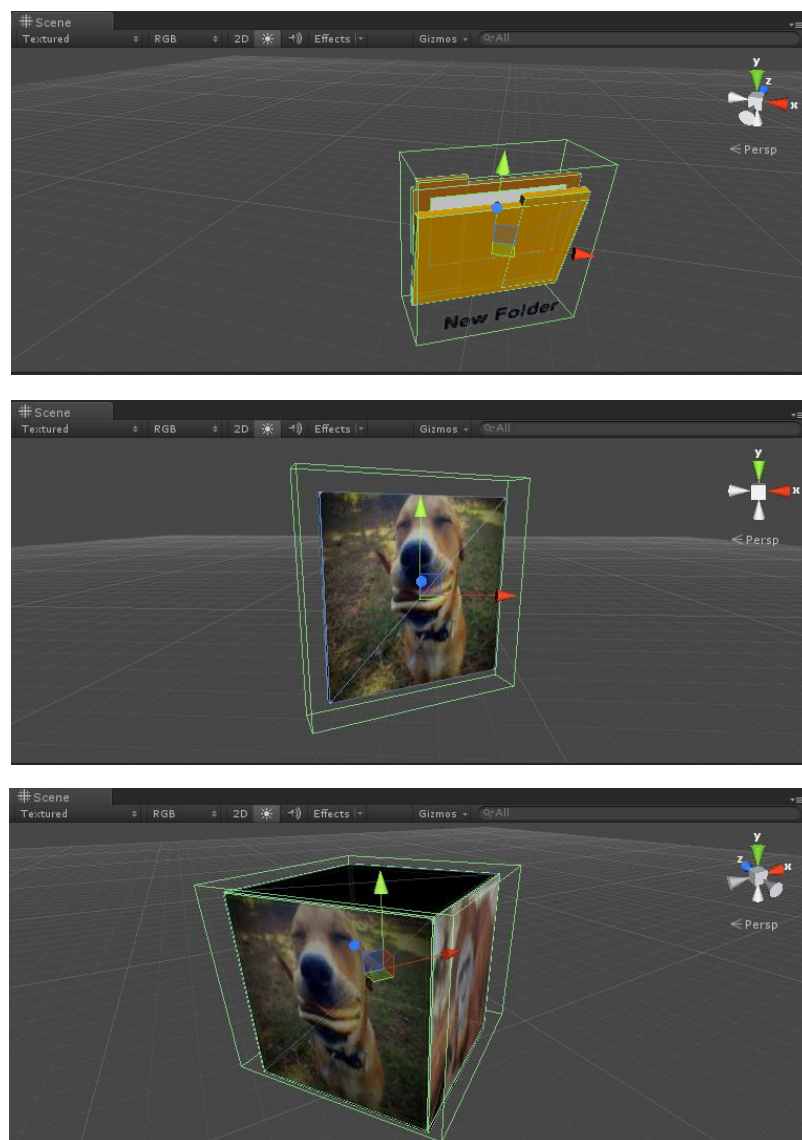 Scene
Textured RGB 2D Effects Gizmos All
y
z
x
Persp
New Folder
Scene
Textured RGB 2D Effects Gizmos All
y
x
Persp
Scene
Textured RGB 2D Effects Gizmos All
y
z
x
Persp